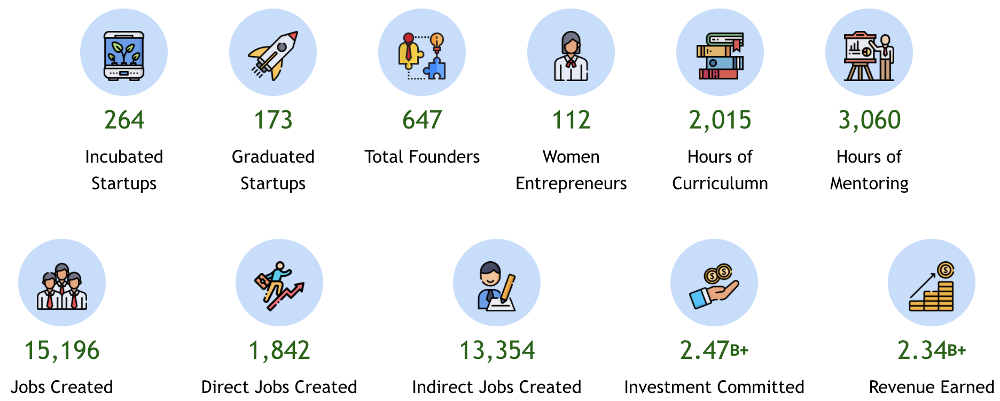 264
Incubated
Startups
173
Graduated
Startups
647
Total Founders
112
Women
Entrepreneurs
2,015
Hours of
Curriculumn
3,060
Hours of
Mentoring
15,196
Jobs Created
1,842
Direct Jobs Created
13,354
Indirect Jobs Created
2.47B+
Investment Committed
2.34B+
Revenue Earned